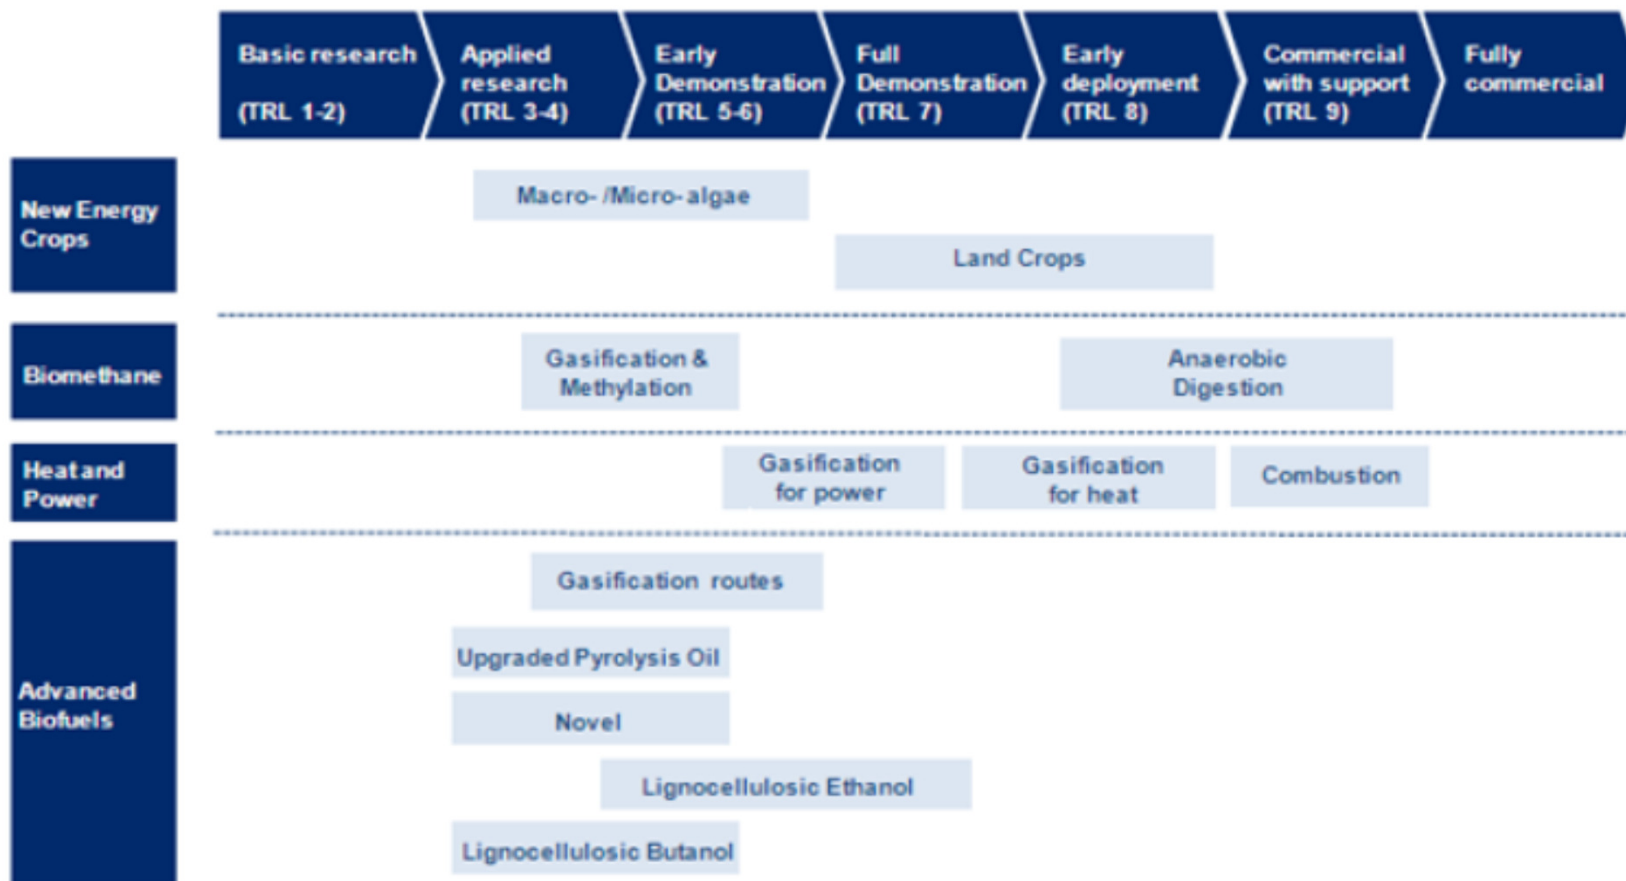 Basic research
(TRL 1-2)
Applied
research
(TRL 3-4)
Early
Demonstration
(TRL 5-6)
Full
Demonstration
(TRL 7)
Early
deployment
(TRL 8)
Commercial
with support
(TRL 9)
Fully
commercial
New Energy
Crops
Macro- /Micro- algae
Land Crops
Biomethane
Gasification &
Methylation
Anaerobic
Digestion
Heat and
Power
Gasification
for power
Gasification
for heat
Combustion
Advanced
Biofuels
Gasification routes
Upgraded Pyrolysis Oil
Novel
Lignocellulosic Ethanol
Lignocellulosic Butanol